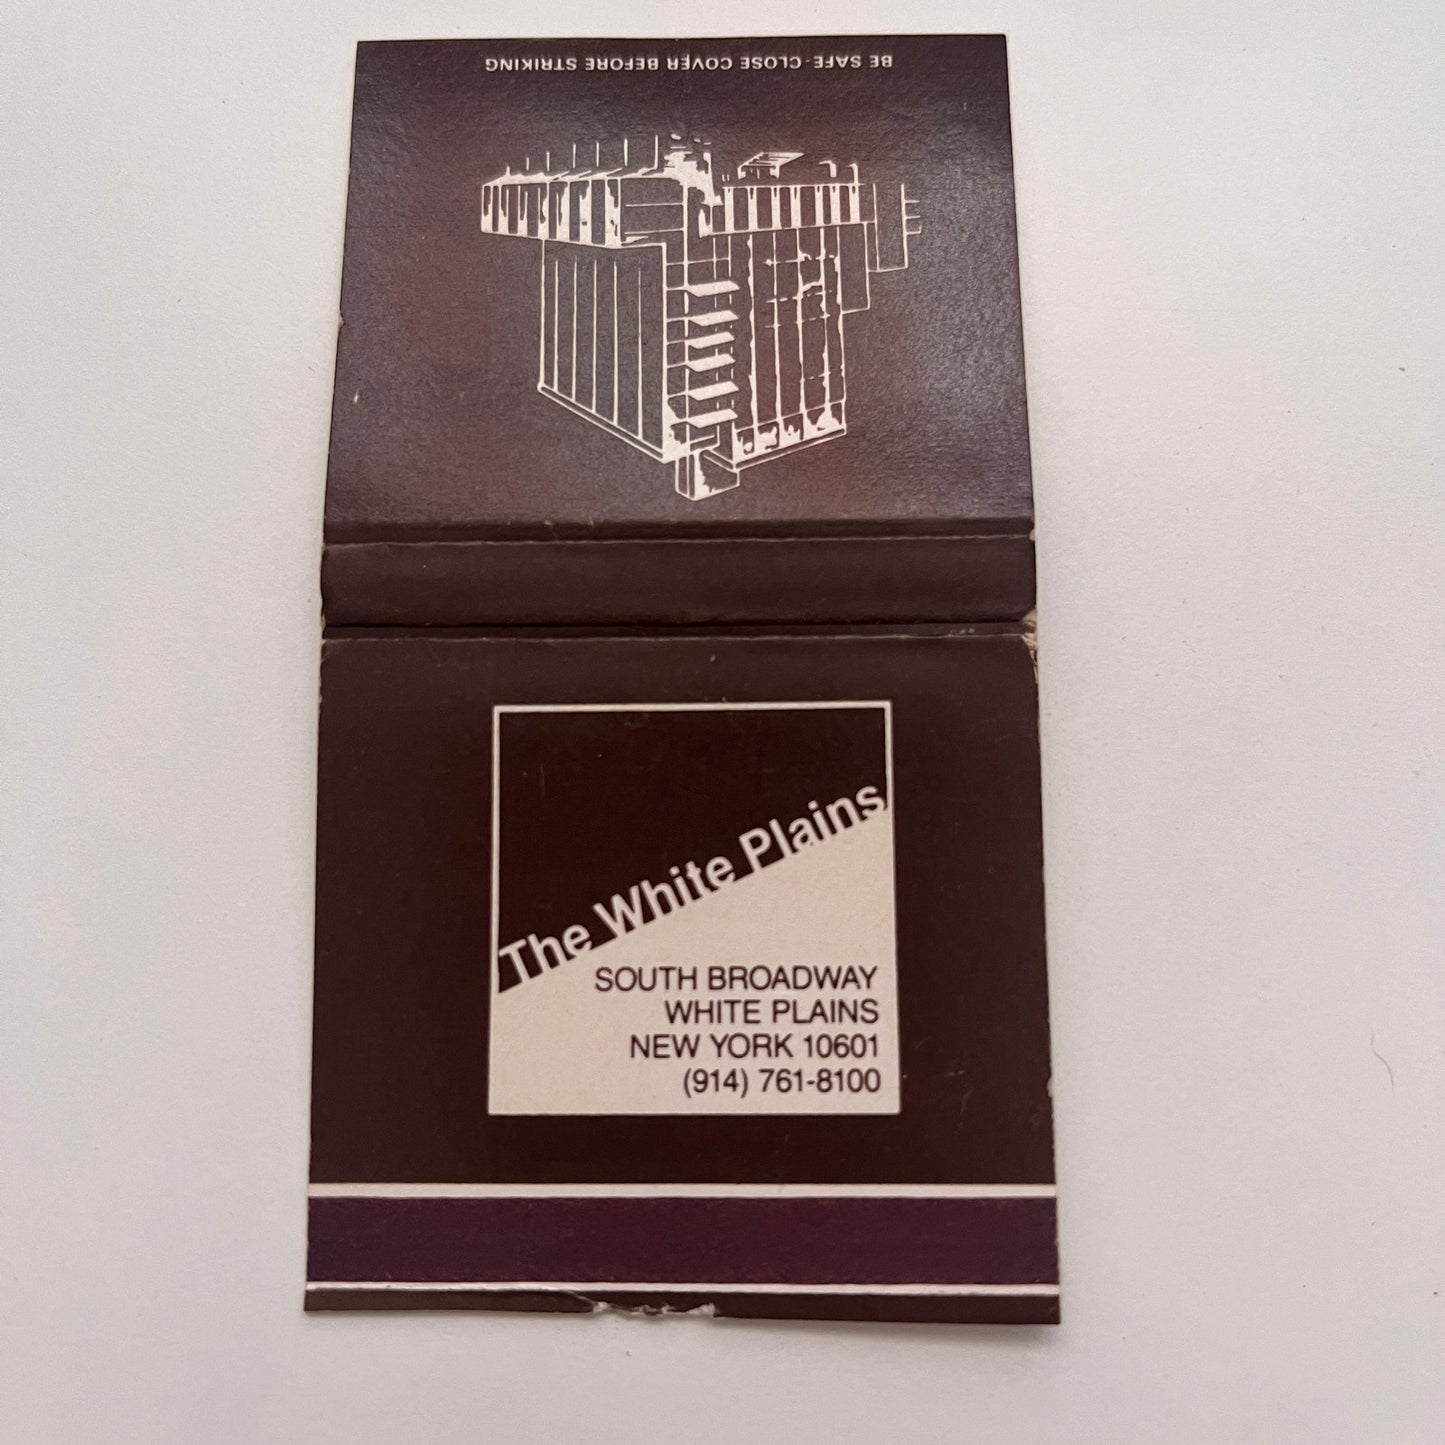 BE SAFE-CLOSE COVER BEFORE STRIKING
The White Plains
SOUTH BROADWAY
WHITE PLAINS
NEW YORK 10601
(914) 761-8100